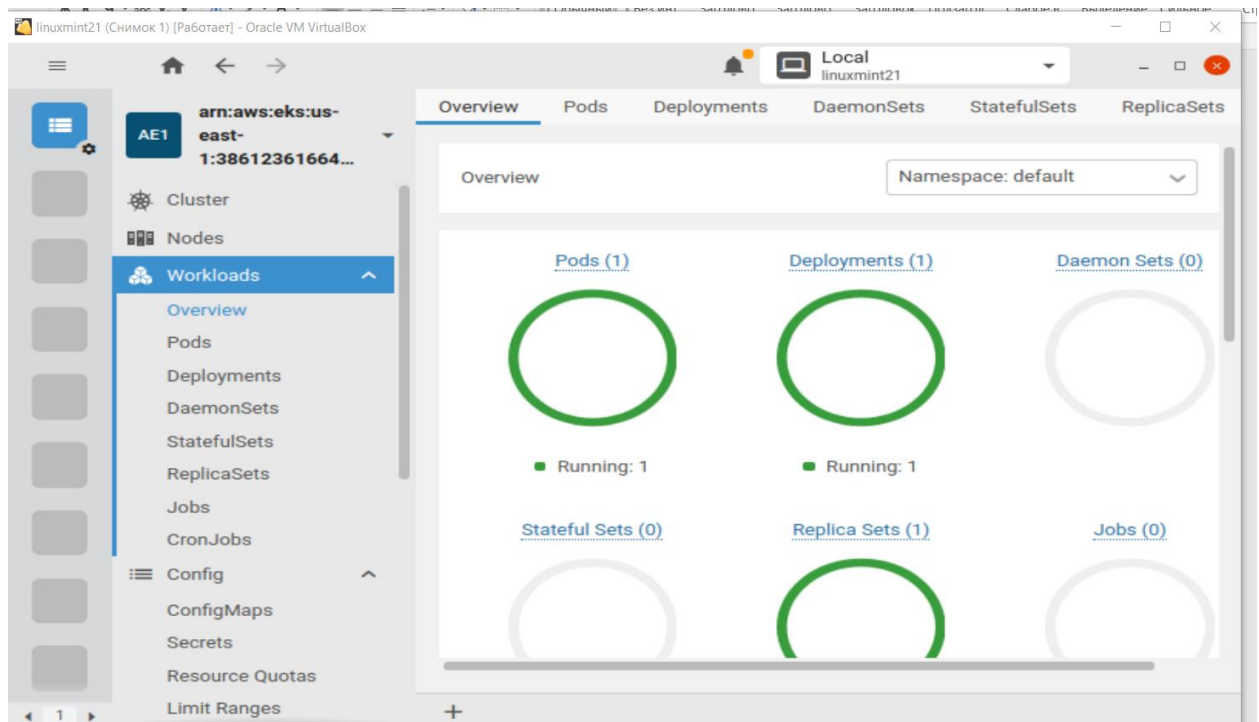 linuxmint21 (Снимок 1) [Работает] - Oracle VM VirtualBox
Local
linuxmint21
AE1
arn:aws:eks:us-
east-
1:38612361664...
Overview Pods Deployments DaemonSets StatefulSets ReplicaSets
Overview
Namespace: default
Cluster
Nodes
Workloads
Overview
Pods
Deployments
DaemonSets
StatefulSets
ReplicaSets
Jobs
CronJobs
Config
ConfigMaps
Secrets
Resource Quotas
Limit Ranges
Pods (1) Deployments (1) Daemon Sets (0)
Running: 1 Running: 1
Stateful Sets (0) Replica Sets (1) Jobs (0)
1